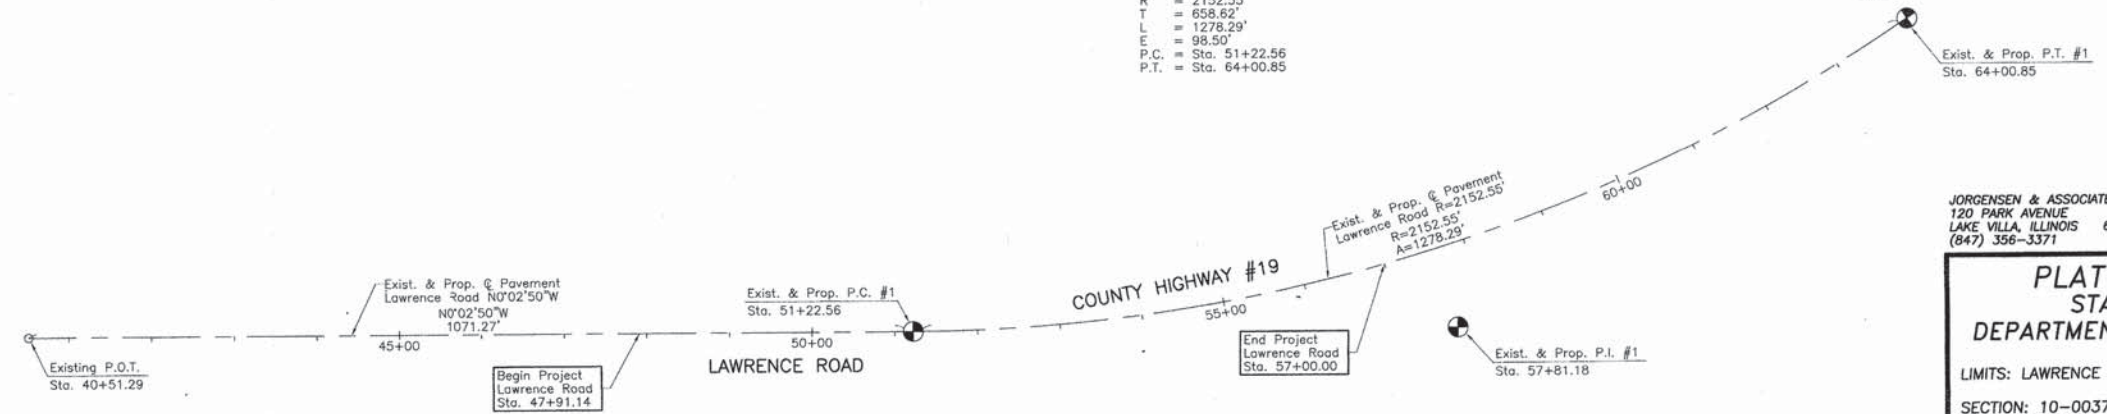 R = 2152.55'
T = 658.62'
L = 1278.29'
E = 98.50'
P.C. = Sta. 51+22.56
P.T. = Sta. 64+00.85
Exist. & Prop. P.T. #1
Sta. 64+00.85
Exist. & Prop. ℄ Pavement
Lawrence Road R=2152.55'
R=2152.55'
A=1278.29'
60+00
JORGENSEN & ASSOCIATE
120 PARK AVENUE
LAKE VILLA, ILLINOIS 6
(847) 356-3371
PLAT
STA
DEPARTMEN
LIMITS: LAWRENCE
SECTION: 10-0037
Exist. & Prop. ℄ Pavement
Lawrence Road N0°02'50"W
N0°02'50"W
1071.27'
45+00
Exist. & Prop. P.C. #1
Sta. 51+22.56
50+00
LAWRENCE ROAD
COUNTY HIGHWAY #19
55+00
Existing P.O.T.
Sta. 40+51.29
Begin Project
Lawrence Road
Sta. 47+91.14
End Project
Lawrence Road
Sta. 57+00.00
Exist. & Prop. P.I. #1
Sta. 57+81.18